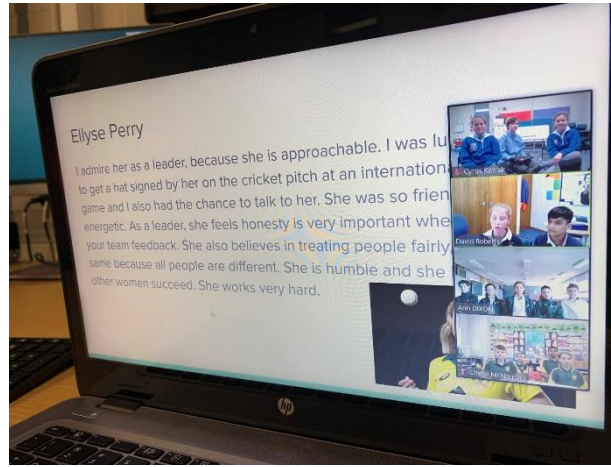 Ellyse Perry
I admire her as a leader, because she is approachable. I was lu
to get a hat signed by her on the cricket pitch at an internation
game and I also had the chance to talk to her. She was so frien
energetic. As a leader, she feels honesty is very important whe
your team feedback. She also believes in treating people fairly,
same because all people are different. She is humble and she
other women succeed. She works very hard.
David Roberts
Ann DIXON
hp